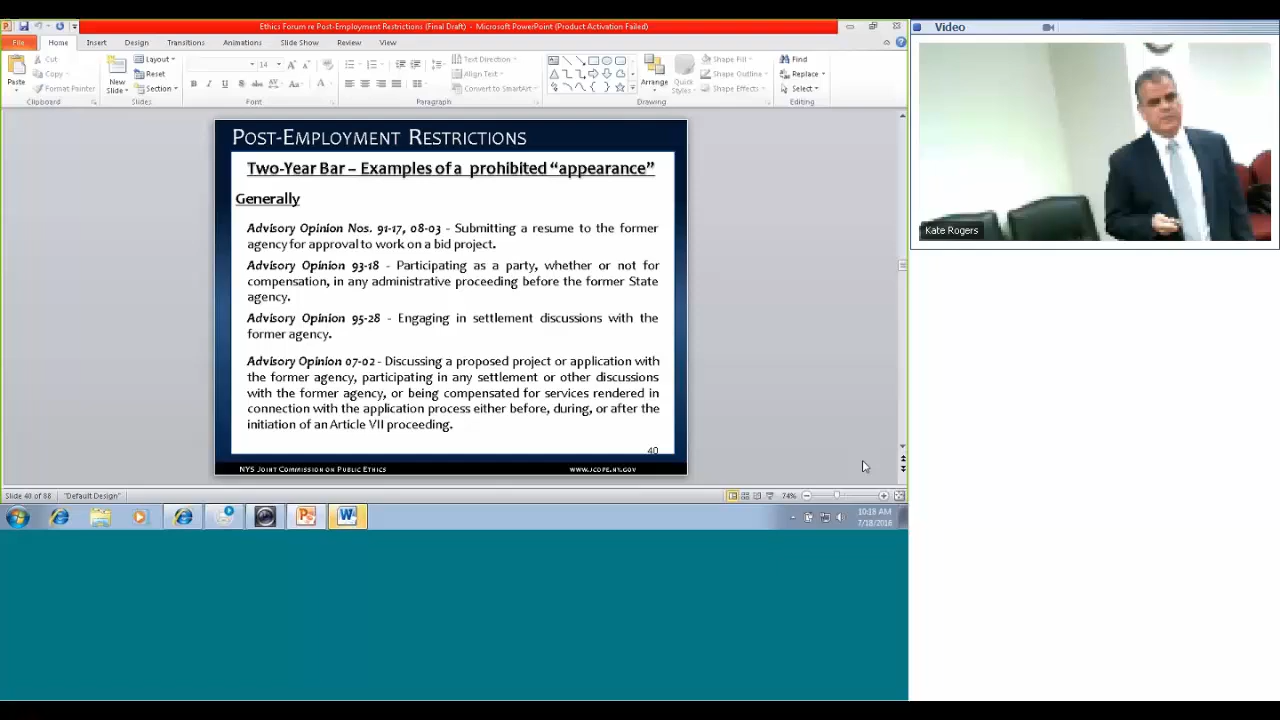 Ethics Forum re Post-Employment Restrictions (Final Draft) - Microsoft PowerPoint (Product Activation Failed)
File Home Insert Design Transitions Animations Slide Show Review View
Paste
Cut
Copy
Format Painter
Clipboard
New
Slide
Layout
Reset
Section
Slides
14
Font
Paragraph
Text Direction
Align Text
Convert to SmartArt
Arrange
Quick
Styles
Shape Fill
Shape Outline
Shape Effects
Drawing
Find
Replace
Select
Editing
POST-EMPLOYMENT RESTRICTIONS
Two-Year Bar – Examples of a prohibited “appearance”
Generally
Advisory Opinion Nos. 91-17, 08-03 - Submitting a resume to the former
agency for approval to work on a bid project.
Advisory Opinion 93-18 - Participating as a party, whether or not for
compensation, in any administrative proceeding before the former State
agency.
Advisory Opinion 95-28 - Engaging in settlement discussions with the
former agency.
Advisory Opinion 07-02 - Discussing a proposed project or application with
the former agency, participating in any settlement or other discussions
with the former agency, or being compensated for services rendered in
connection with the application process either before, during, or after the
initiation of an Article VII proceeding.
40
NYS JOINT COMMISSION ON PUBLIC ETHICS WWW.JCOPE.NY.GOV
Slide 40 of 88 "Default Design" 74%
10:18 AM
7/18/2016
Video
Kate Rogers